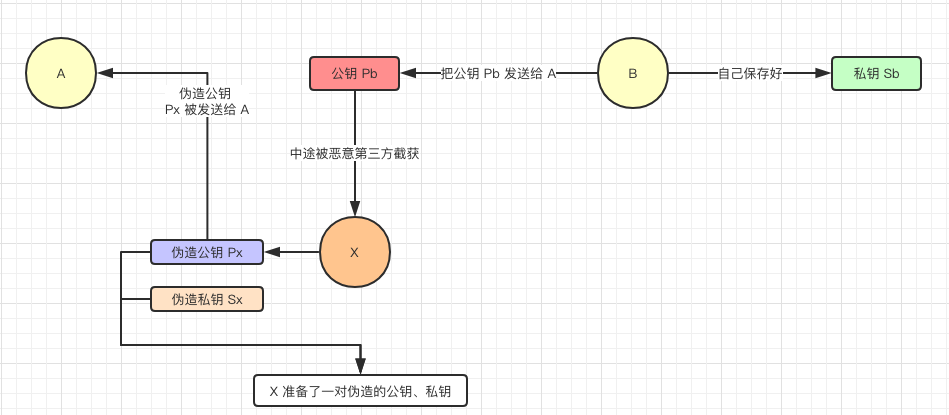 A
公钥 Pb
把公钥 Pb 发送给 A
B
自己保存好
私钥 Sb
伪造公钥
Px 被发送给 A
中途被恶意第三方截获
伪造公钥 Px
X
伪造私钥 Sx
X 准备了一对伪造的公钥、私钥